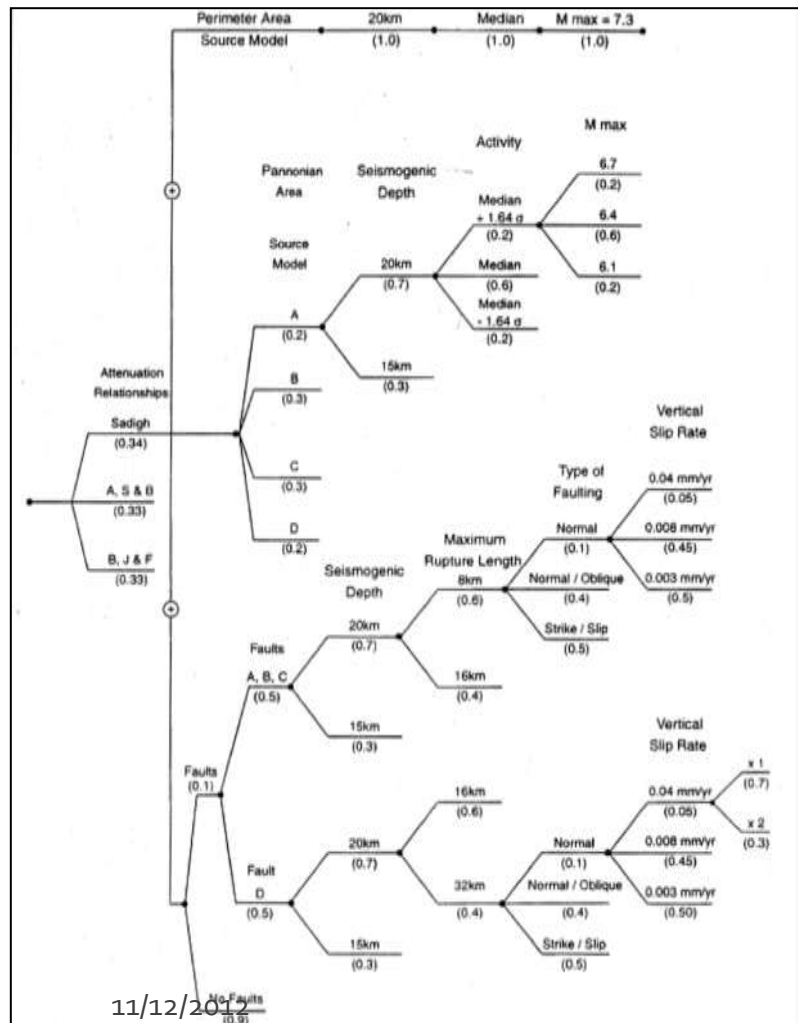 Perimeter Area
Source Model
20km
(1.0)
Median
(1.0)
M max = 7.3
(1.0)
M max
Activity
Pannonian
Area
Source
Model
Seismogenic
Depth
Median
+ 1.64 σ
(0.2)
6.7
(0.2)
6.4
(0.6)
6.1
(0.2)
20km
(0.7)
Median
(0.6)
Median
- 1.64 σ
(0.2)
A
(0.2)
15km
(0.3)
B
(0.3)
C
(0.3)
D
(0.2)
Attenuation
Relationships
Sadigh
(0.34)
A, S & B
(0.33)
B, J & F
(0.33)
Vertical
Slip Rate
Type of
Faulting
0.04 mm/yr
(0.05)
0.008 mm/yr
(0.45)
0.003 mm/yr
(0.5)
Normal
(0.1)
Normal / Oblique
(0.4)
Strike / Slip
(0.5)
Maximum
Rupture Length
8km
(0.6)
16km
(0.4)
Seismogenic
Depth
20km
(0.7)
15km
(0.3)
Faults
A, B, C
(0.5)
Faults
(0.1)
Vertical
Slip Rate
x 1
(0.7)
x 2
(0.3)
0.04 mm/yr
(0.05)
0.008 mm/yr
(0.45)
0.003 mm/yr
(0.50)
16km
(0.6)
32km
(0.4)
Normal
(0.1)
Normal / Oblique
(0.4)
Strike / Slip
(0.5)
20km
(0.7)
15km
(0.3)
Fault
D
(0.5)
No Faults
(0.9)
11/12/2012